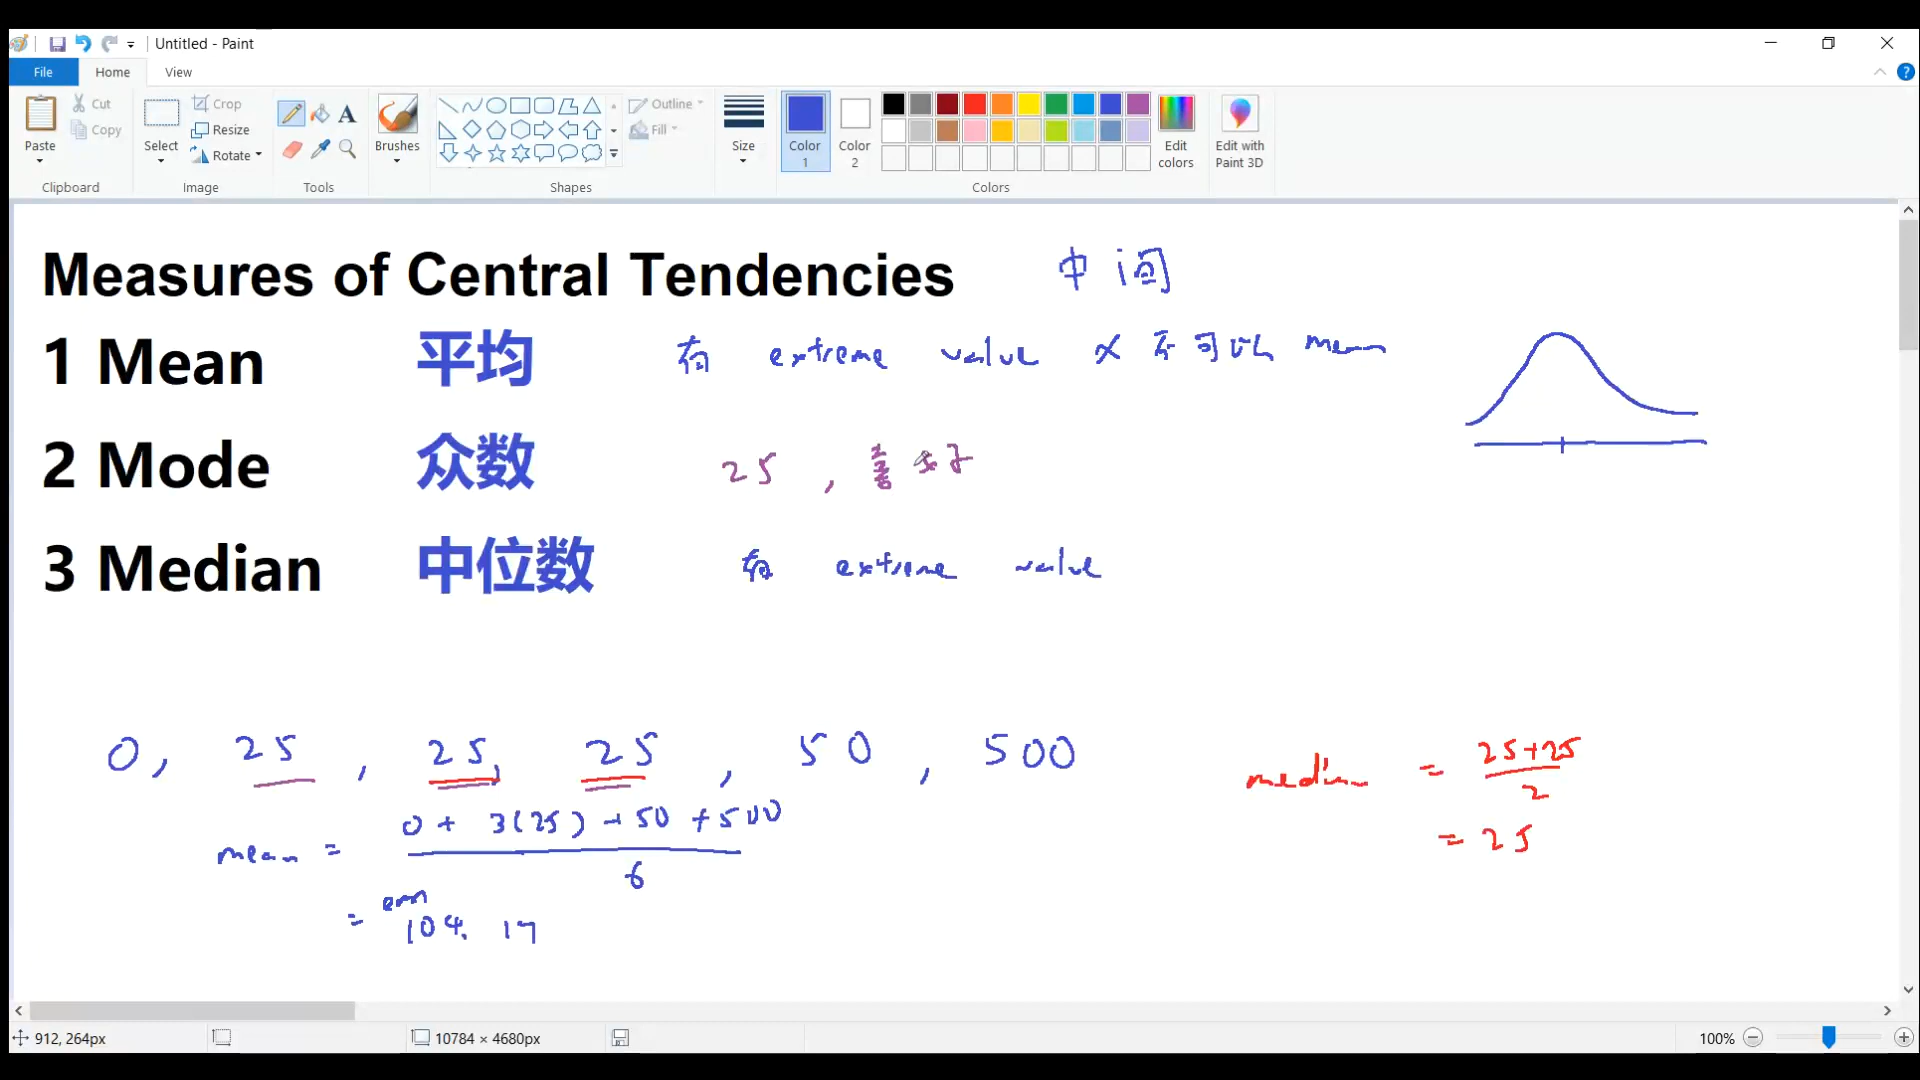 Untitled - Paint
File Home View
Paste
Cut
Copy
Clipboard
Select
Crop
Resize
Rotate
Image
Tools
Brushes
Shapes
Outline
Fill
Size
Color 1
Color 2
Colors
Edit colors
Edit with Paint 3D
Measures of Central Tendencies 中间
1 Mean 平均 有 extreme value 不可以 mean
2 Mode 众数 25 ,
3 Median 中位数 有 extreme value
0, 25, 25, 25, 50, 500
mean = 0 + 3(25) + 50 + 500
6
= 104.17
median = 25+25
2
= 25
912, 264px
10784 × 4680px
100%